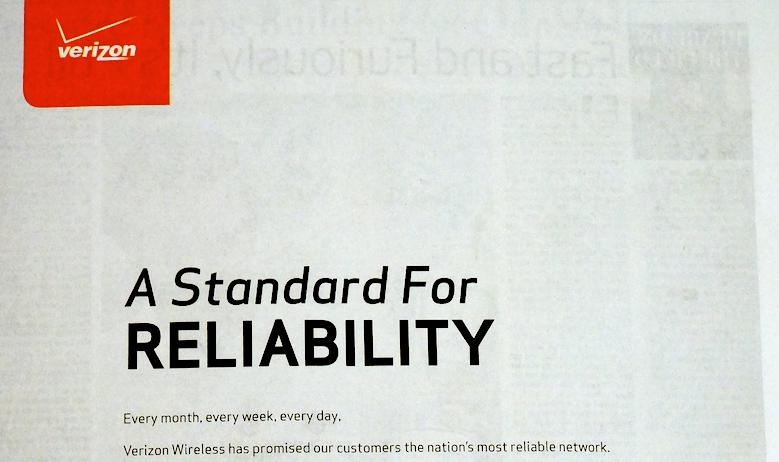 verizon
A Standard For
RELIABILITY
Every month, every week, every day,
Verizon Wireless has promised our customers the nation's most reliable network.